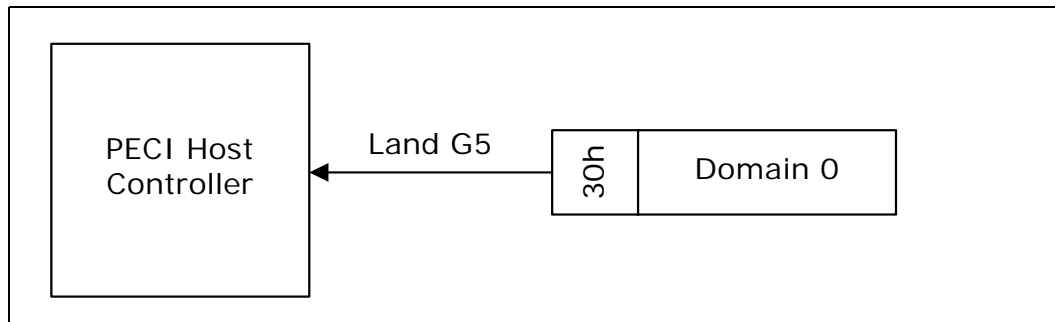 PECI Host
Controller
Land G5
30h
Domain 0